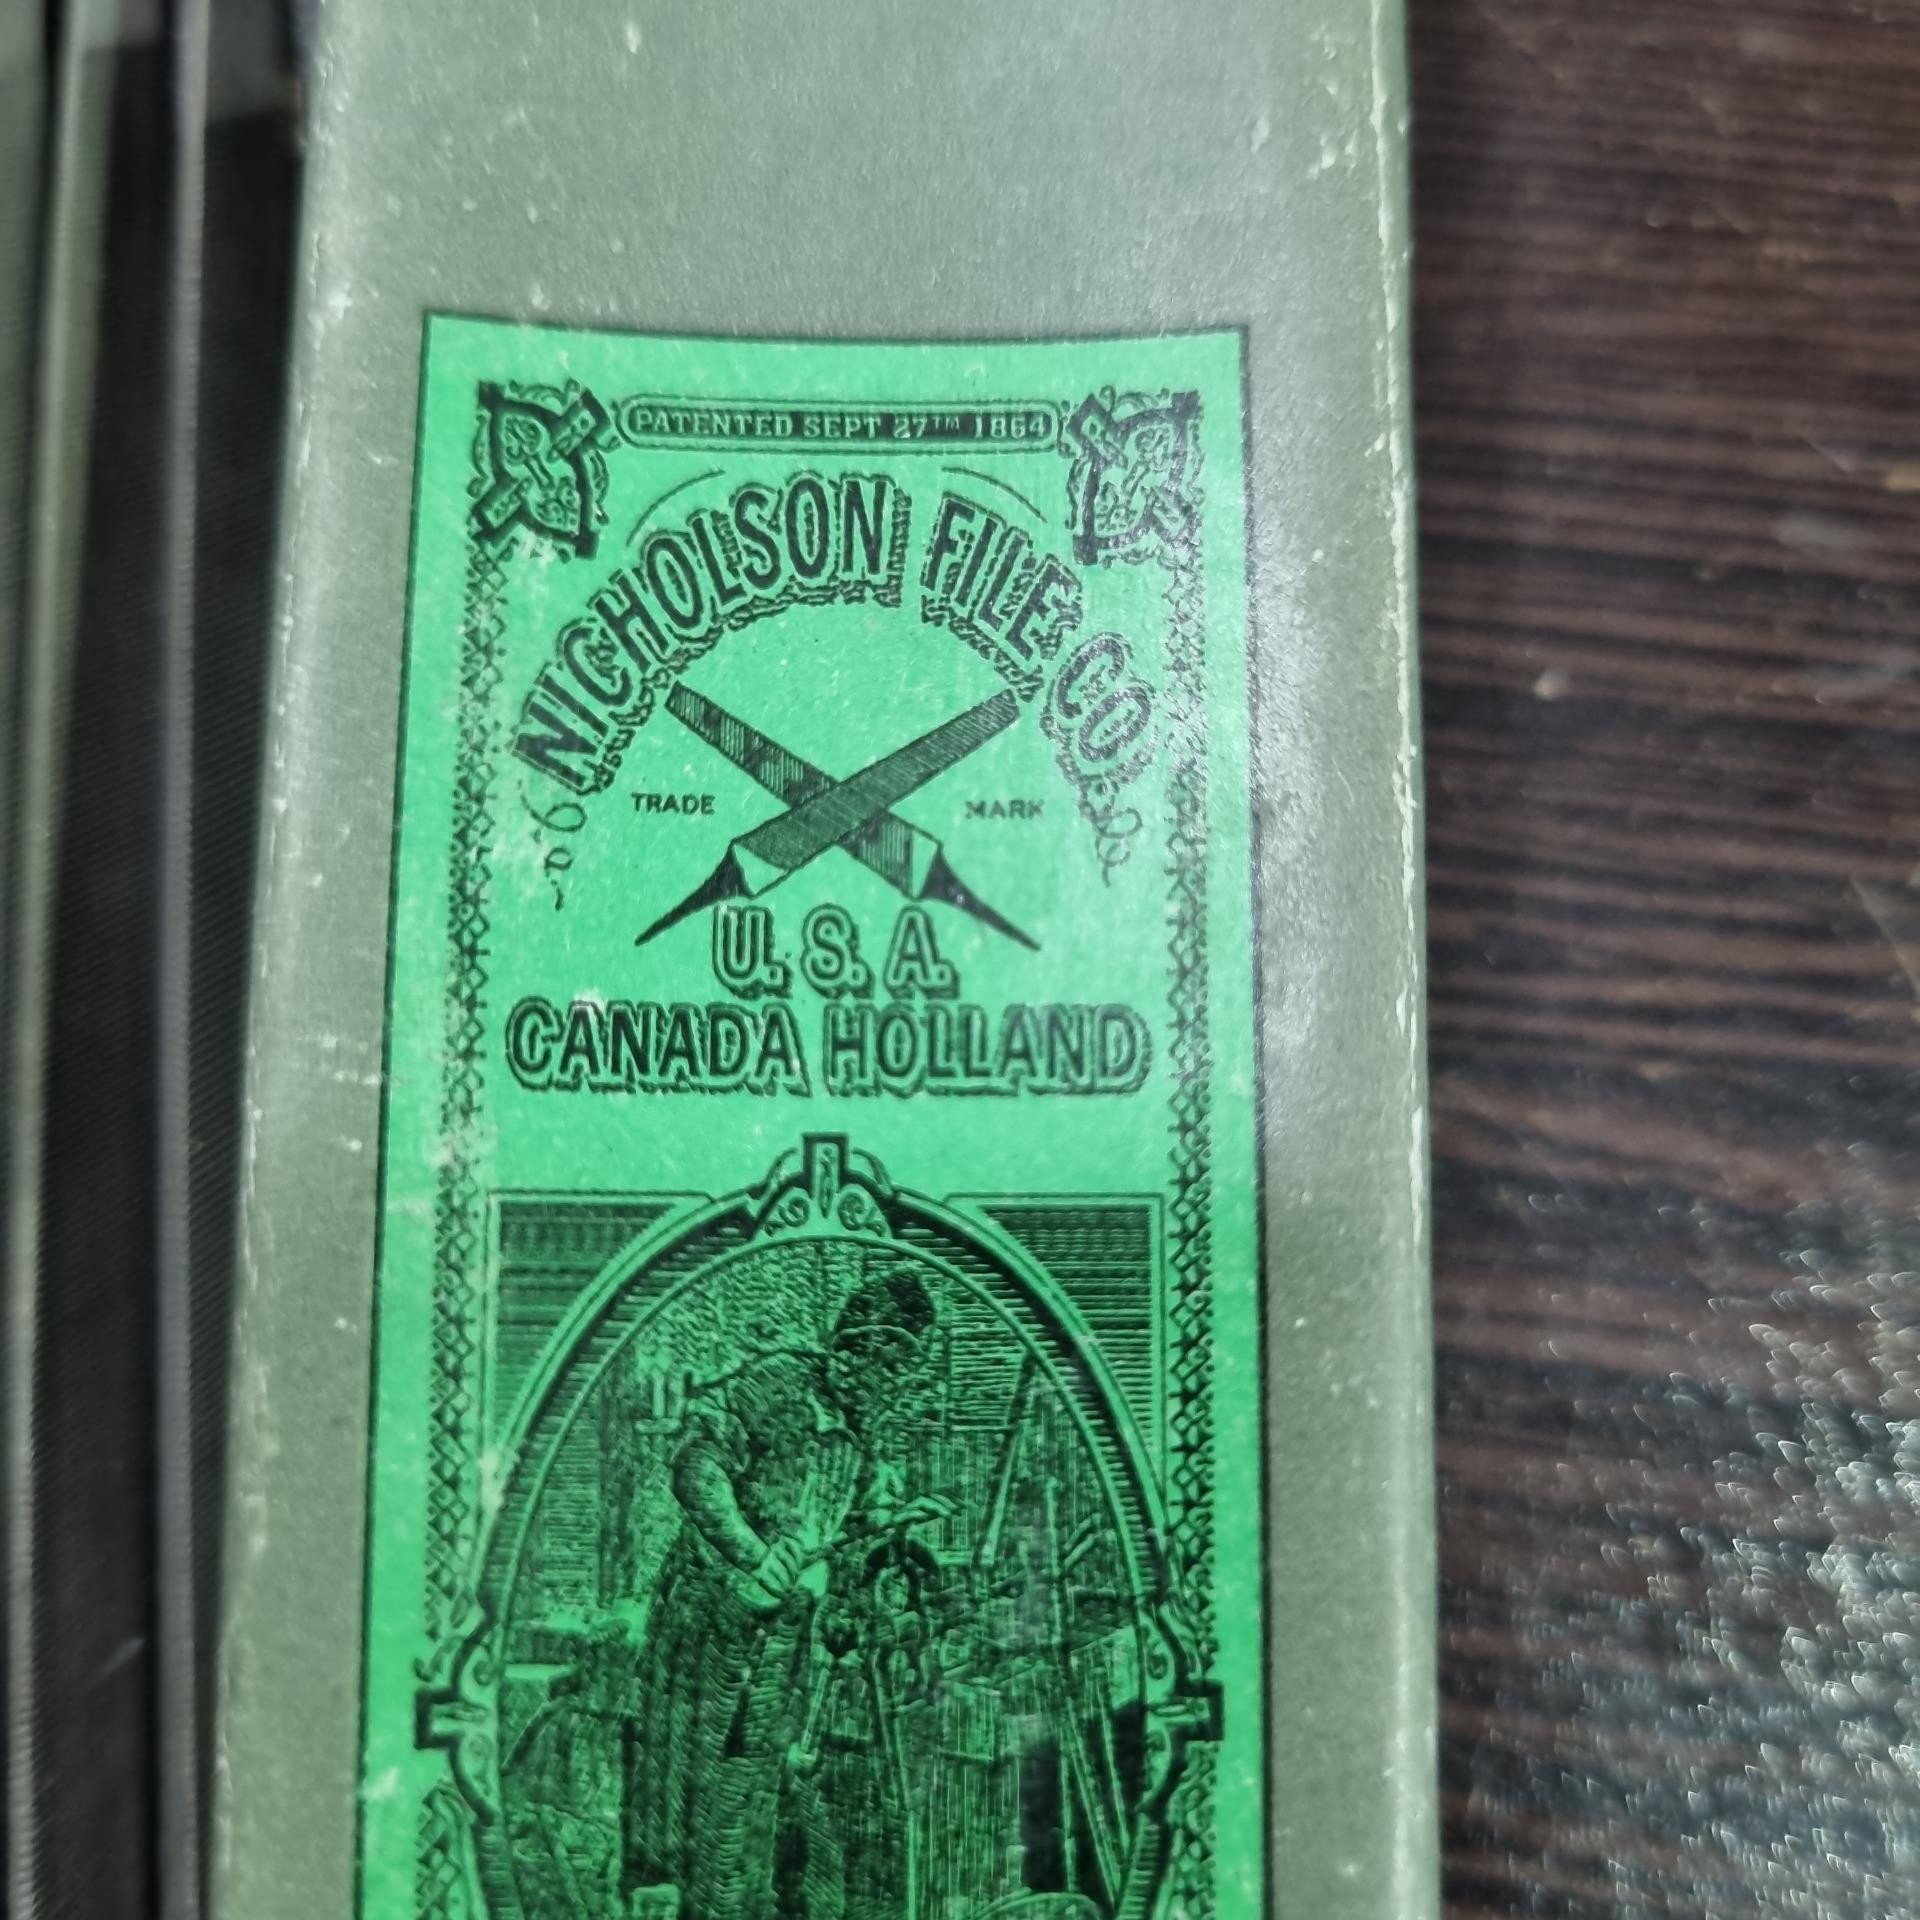 PATENTED SEPT 27TH 1864
NICHOLSON FILE CO.
TRADE MARK
U.S.A.
CANADA HOLLAND